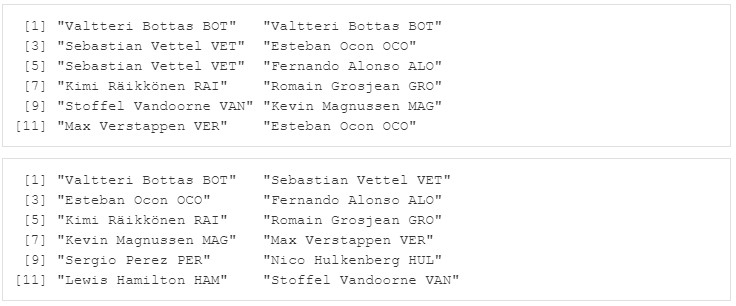 [1] "Valtteri Bottas BOT" "Valtteri Bottas BOT"
[3] "Sebastian Vettel VET" "Esteban Ocon OCO"
[5] "Sebastian Vettel VET" "Fernando Alonso ALO"
[7] "Kimi Räikkönen RAI" "Romain Grosjean GRO"
[9] "Stoffel Vandoorne VAN" "Kevin Magnussen MAG"
[11] "Max Verstappen VER" "Esteban Ocon OCO"
[1] "Valtteri Bottas BOT" "Sebastian Vettel VET"
[3] "Esteban Ocon OCO" "Fernando Alonso ALO"
[5] "Kimi Räikkönen RAI" "Romain Grosjean GRO"
[7] "Kevin Magnussen MAG" "Max Verstappen VER"
[9] "Sergio Perez PER" "Nico Hulkenberg HUL"
[11] "Lewis Hamilton HAM" "Stoffel Vandoorne VAN"